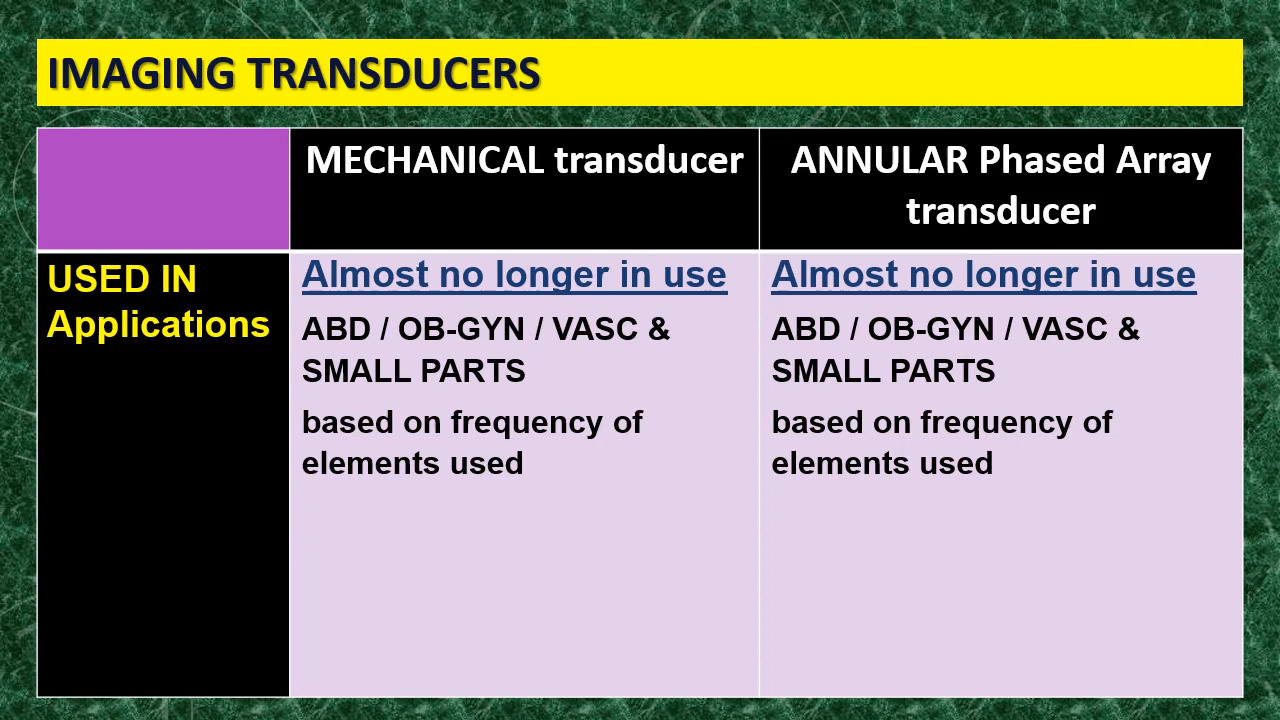 IMAGING TRANSDUCERS
MECHANICAL transducer
ANNULAR Phased Array
transducer
USED IN
Applications
Almost no longer in use
ABD / OB-GYN / VASC &
SMALL PARTS
based on frequency of
elements used
Almost no longer in use
ABD / OB-GYN / VASC &
SMALL PARTS
based on frequency of
elements used